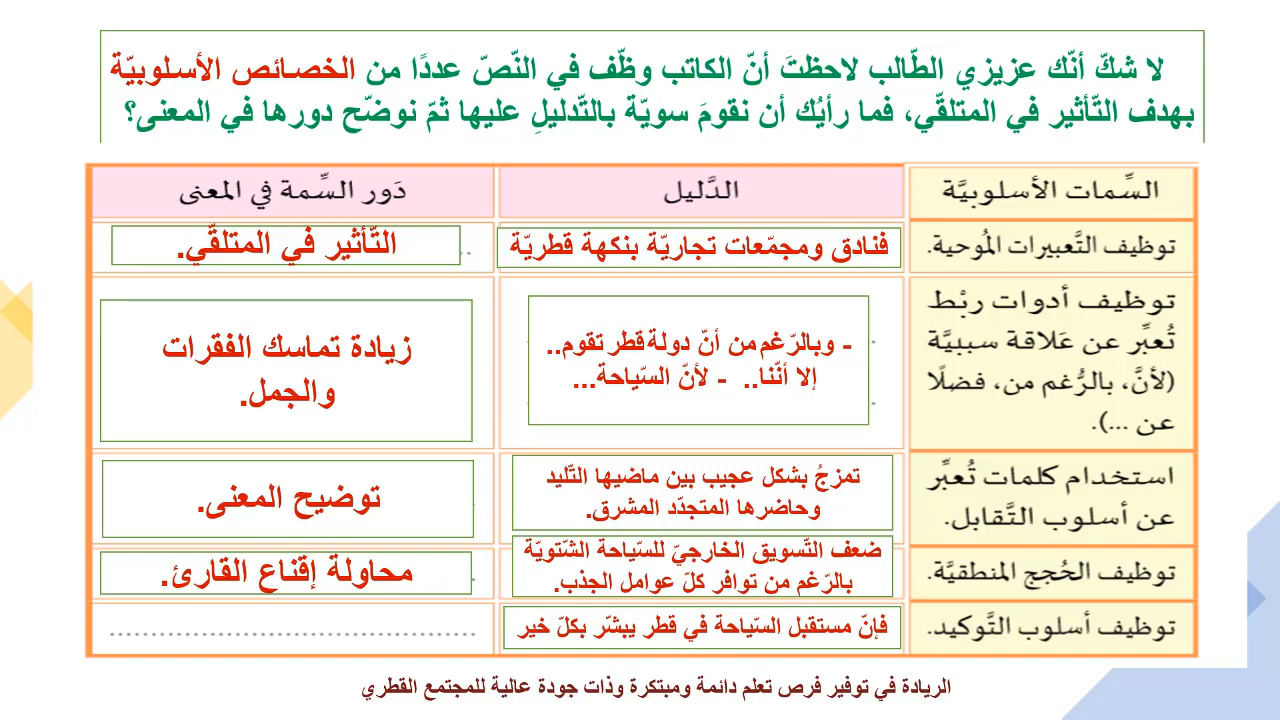 لا شكّ أنّك عزيزي الطّالب لاحظتَ أنّ الكاتب وظّف في النّصّ عددًا من الخصائص الأسلوبيّة
بهدف التّأثير في المتلقّي، فما رأيُك أن نقومَ سويّة بالتّدليلِ عليها ثمّ نوضّح دورها في المعنى؟
السِّمات الأسلوبيَّة
الدَّليل
دَور السِّمة في المعنى
توظيف التَّعبيرات المُوحية.
فنادق ومجمّعات تجاريّة بنكهة قطريّة
التّأثير في المتلقّي.
توظيف أدوات ربْط
تُعبِّر عن عَلاقة سببيَّة
(لأنَّ، بالرُّغم من، فضلًا
عن ...).
- وبالرّغم من أنّ دولة قطر تقوم..
إلا أنّنا.. - لأنّ السّياحة...
زيادة تماسك الفقرات
والجمل.
استخدام كلمات تُعبِّر
عن أسلوب التَّقابل.
تمزجُ بشكل عجيب بين ماضيها التّليد
وحاضرها المتجدّد المشرق.
توضيح المعنى.
توظيف الحُجج المنطقيَّة.
ضعف التّسويق الخارجيّ للسّياحة الشّتويّة
بالرّغم من توافر كلّ عوامل الجذب.
محاولة إقناع القارئ.
توظيف أسلوب التَّوكيد.
فإنّ مستقبل السّياحة في قطر يبشّر بكلّ خير
............................................
الريادة في توفير فرص تعلم دائمة ومبتكرة وذات جودة عالية للمجتمع القطري